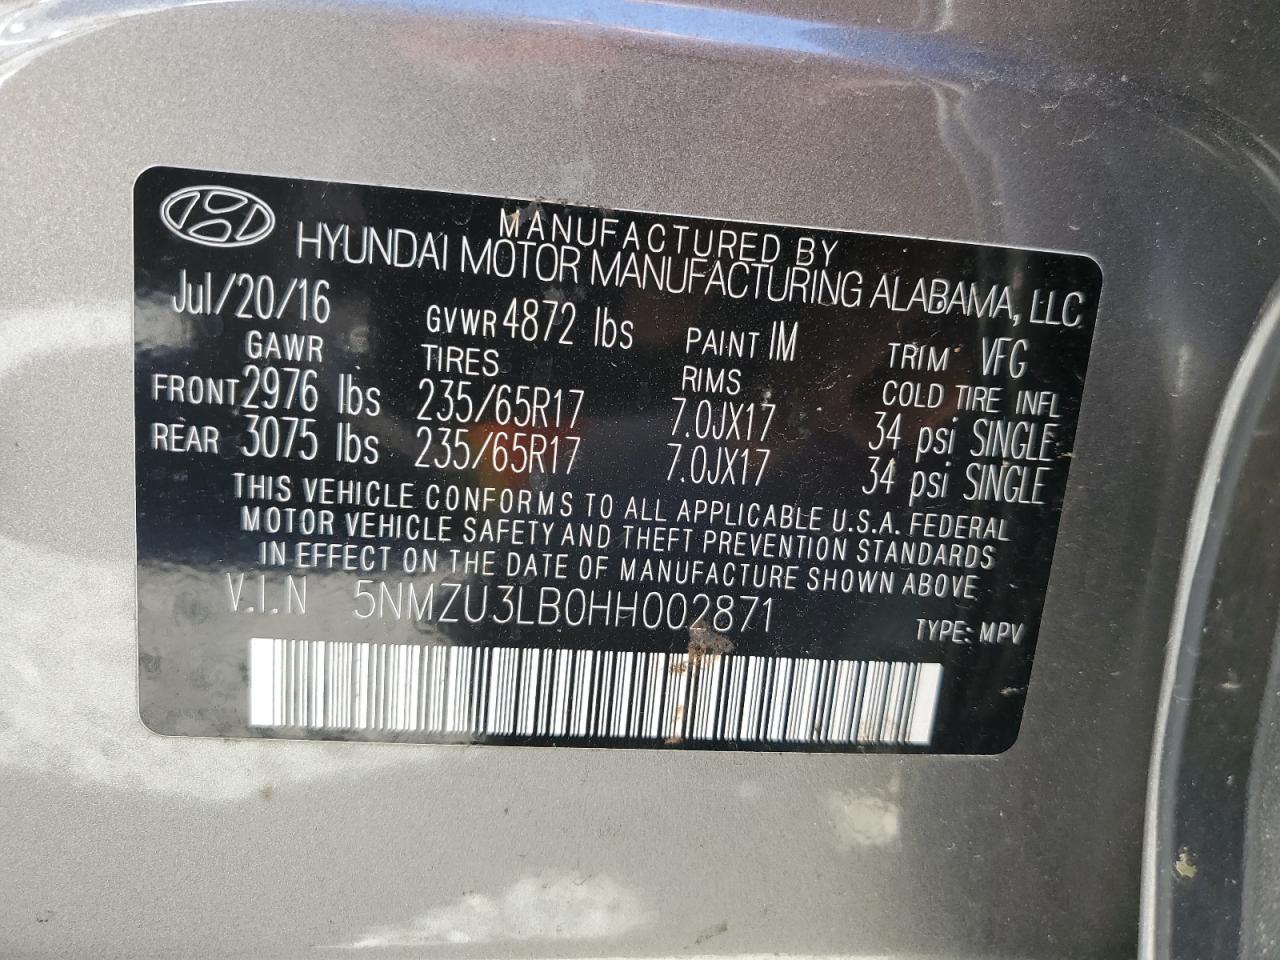 MANUFACTURED BY
HYUNDAI MOTOR MANUFACTURING ALABAMA, LLC
Jul/20/16 GVWR 4872 lbs PAINT IM TRIM VFG
GAWR TIRES RIMS COLD TIRE INFL
FRONT 2976 lbs 235/65R17 7.0JX17 34 psi SINGLE
REAR 3075 lbs 235/65R17 7.0JX17 34 psi SINGLE
THIS VEHICLE CONFORMS TO ALL APPLICABLE U.S.A. FEDERAL
MOTOR VEHICLE SAFETY AND THEFT PREVENTION STANDARDS
IN EFFECT ON THE DATE OF MANUFACTURE SHOWN ABOVE
V.I.N 5NMZU3LB0HH002871
TYPE: MPV